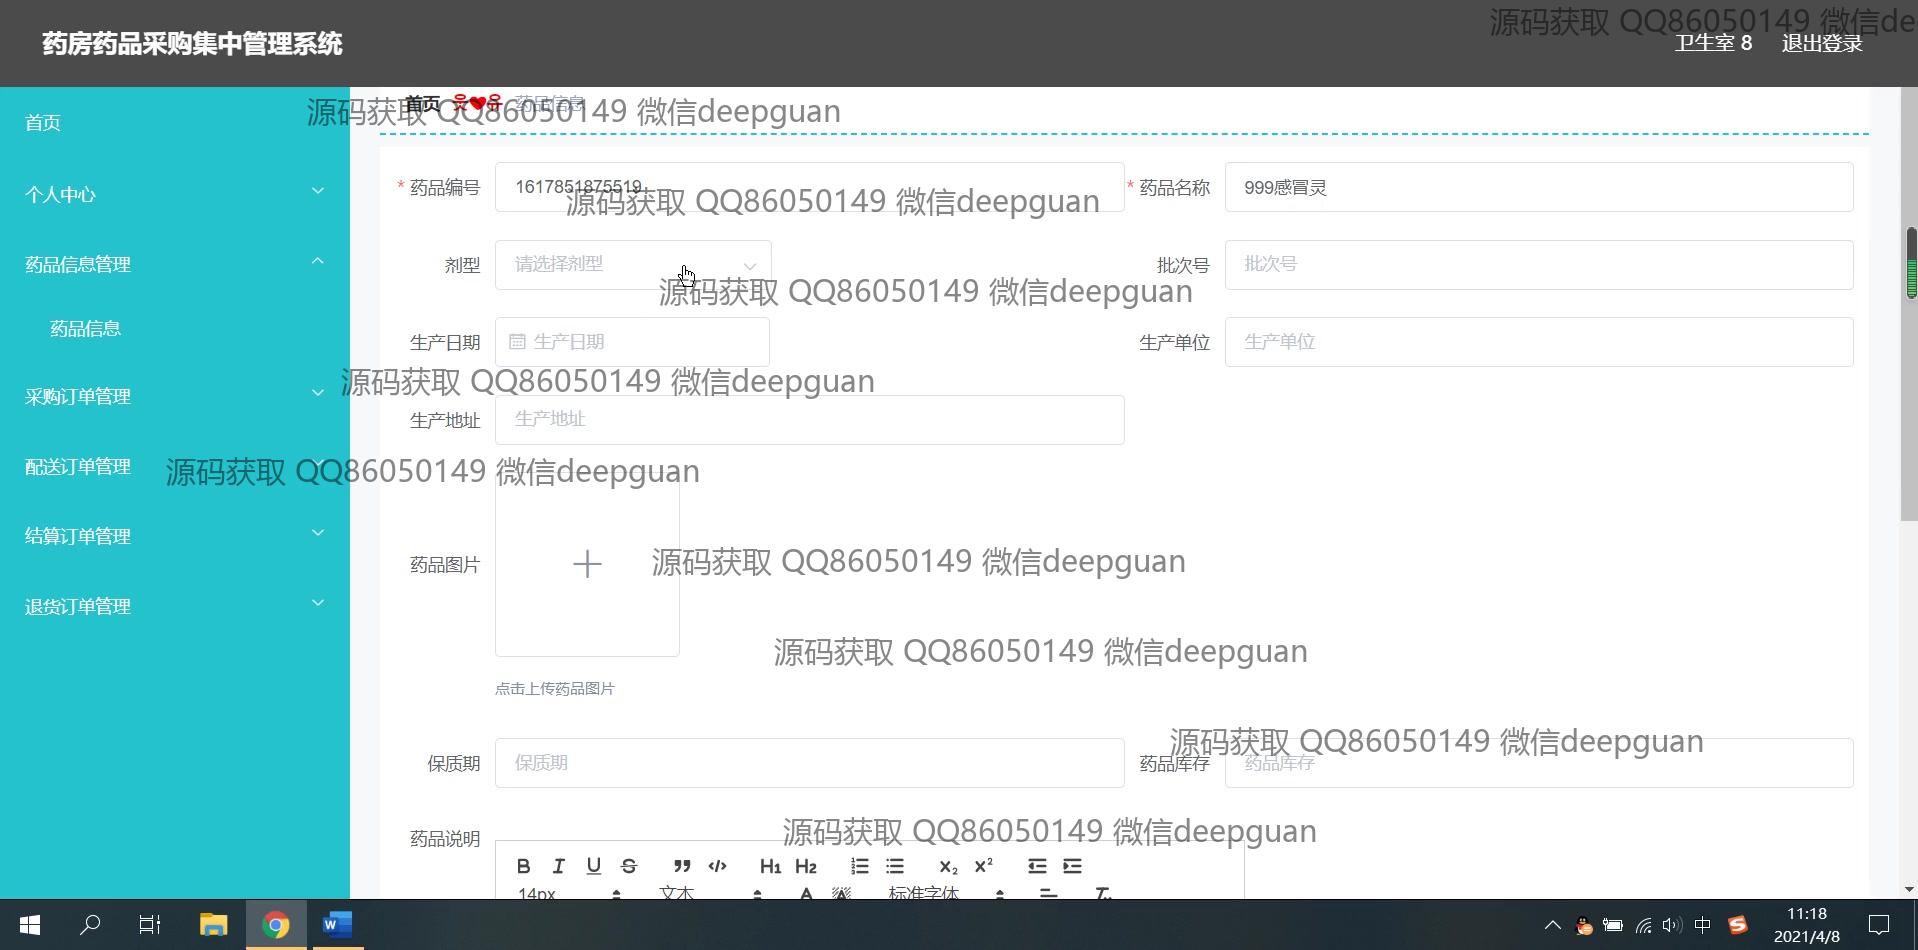 药房药品采购集中管理系统
源码获取 QQ86050149 微信de
卫生室 8 退出登录
首页 药品信息
源码获取 QQ86050149 微信deepguan
首页
个人中心
药品信息管理
药品信息
采购订单管理
配送订单管理
结算订单管理
退货订单管理
* 药品编号 1617851875519
* 药品名称 999感冒灵
源码获取 QQ86050149 微信deepguan
剂型 请选择剂型
批次号 批次号
源码获取 QQ86050149 微信deepguan
生产日期 生产日期
生产单位 生产单位
源码获取 QQ86050149 微信deepguan
生产地址 生产地址
源码获取 QQ86050149 微信deepguan
药品图片
源码获取 QQ86050149 微信deepguan
源码获取 QQ86050149 微信deepguan
点击上传药品图片
源码获取 QQ86050149 微信deepguan
保质期 保质期
药品库存 药品库存
源码获取 QQ86050149 微信deepguan
药品说明
B I U S H1 H2 X2 X2
14px 文本 A 标准字体
中
11:18
2021/4/8